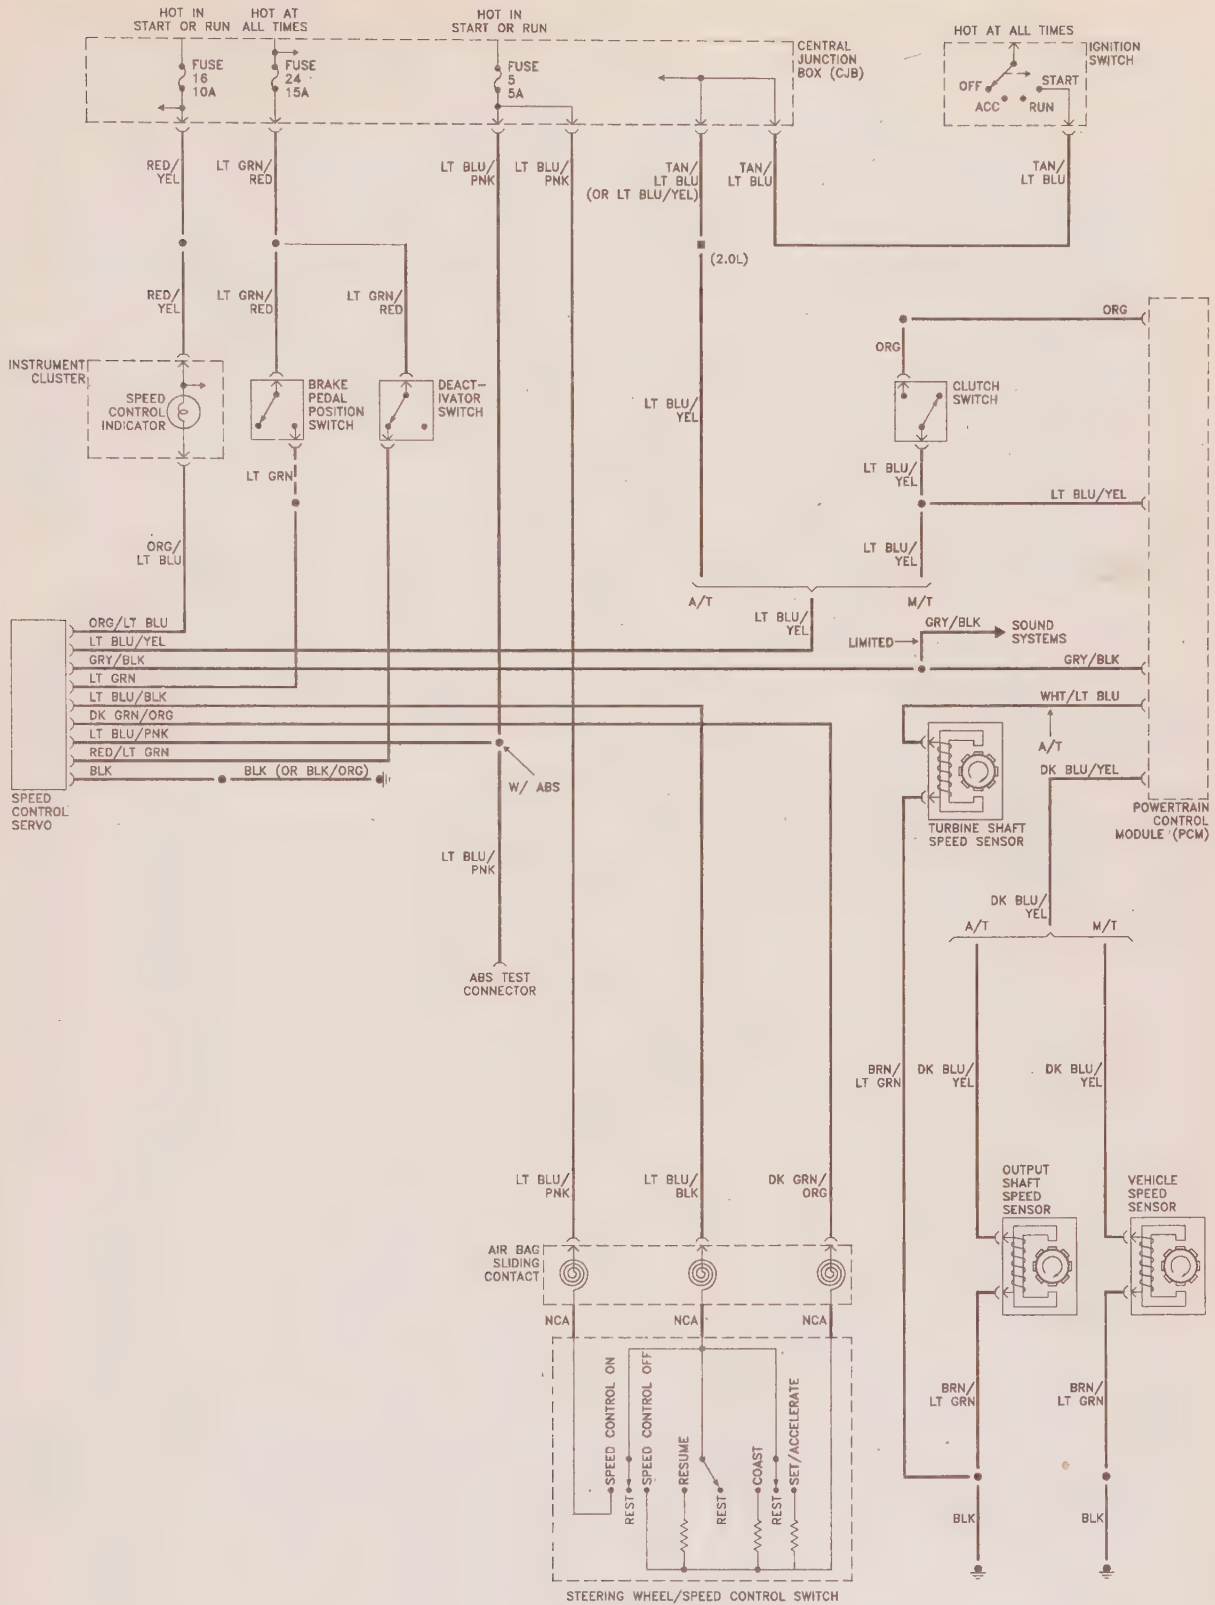 HOT IN
START OR RUN
HOT AT
ALL TIMES
HOT IN
START OR RUN
HOT AT ALL TIMES
FUSE
16
10A
FUSE
24
15A
FUSE
5
5A
CENTRAL
JUNCTION
BOX (CJB)
IGNITION
SWITCH
OFF
START
ACC
RUN
RED/
YEL
LT GRN/
RED
LT BLU/
PNK
LT BLU/
PNK
TAN/
LT BLU
(OR LT BLU/YEL)
TAN/
LT BLU
TAN/
LT BLU
(2.0L)
RED/
YEL
LT GRN/
RED
LT GRN/
RED
ORG
ORG
INSTRUMENT
CLUSTER
SPEED
CONTROL
INDICATOR
BRAKE
PEDAL
POSITION
SWITCH
DEACT-
IVATOR
SWITCH
LT BLU/
YEL
CLUTCH
SWITCH
LT GRN
LT BLU/
YEL
LT BLU/YEL
ORG/
LT BLU
LT BLU/
YEL
A/T
M/T
LT BLU/
YEL
ORG/LT BLU
LT BLU/YEL
GRY/BLK
LT GRN
LT BLU/BLK
DK GRN/ORG
LT BLU/PNK
RED/LT GRN
BLK
BLK (OR BLK/ORG)
SPEED
CONTROL
SERVO
LIMITED
GRY/BLK
SOUND
SYSTEMS
GRY/BLK
WHT/LT BLU
A/T
DK BLU/YEL
W/ ABS
TURBINE SHAFT
SPEED SENSOR
POWERTRAIN
CONTROL
MODULE (PCM)
LT BLU/
PNK
ABS TEST
CONNECTOR
DK BLU/
YEL
A/T
M/T
BRN/
LT GRN
DK BLU/
YEL
DK BLU/
YEL
LT BLU/
PNK
LT BLU/
BLK
DK GRN/
ORG
OUTPUT
SHAFT
SPEED
SENSOR
VEHICLE
SPEED
SENSOR
AIR BAG
SLIDING
CONTACT
NCA
NCA
NCA
SPEED CONTROL ON
REST
SPEED CONTROL OFF
RESUME
REST
COAST
REST
SET/ACCELERATE
BRN/
LT GRN
BRN/
LT GRN
BLK
BLK
STEERING WHEEL/SPEED CONTROL SWITCH